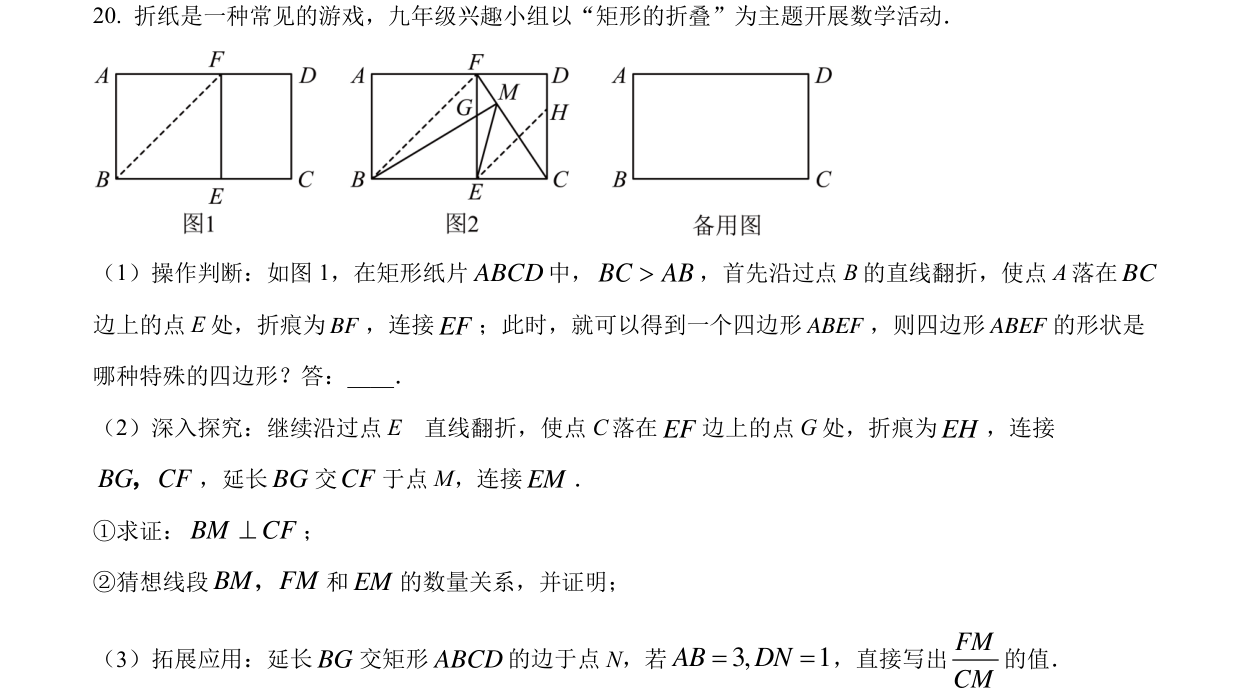 20. 折纸是一种常见的游戏，九年级兴趣小组以“矩形的折叠”为主题开展数学活动．
A F D B E C
A F D G M H B E C
A D B C
图1 图2 备用图
（1）操作判断：如图 1，在矩形纸片 ABCD 中， BC > AB ，首先沿过点 B 的直线翻折，使点 A 落在 BC
边上的点 E 处，折痕为 BF ，连接 EF ；此时，就可以得到一个四边形 ABEF ，则四边形 ABEF 的形状是
哪种特殊的四边形？答：____．
（2）深入探究：继续沿过点 E 直线翻折，使点 C 落在 EF 边上的点 G 处，折痕为 EH ，连接
BG，CF ，延长 BG 交 CF 于点 M，连接 EM ．
①求证： BM ⊥ CF ；
②猜想线段 BM，FM 和 EM 的数量关系，并证明；
（3）拓展应用：延长 BG 交矩形 ABCD 的边于点 N，若 AB = 3, DN = 1，直接写出 FM/CM 的值．